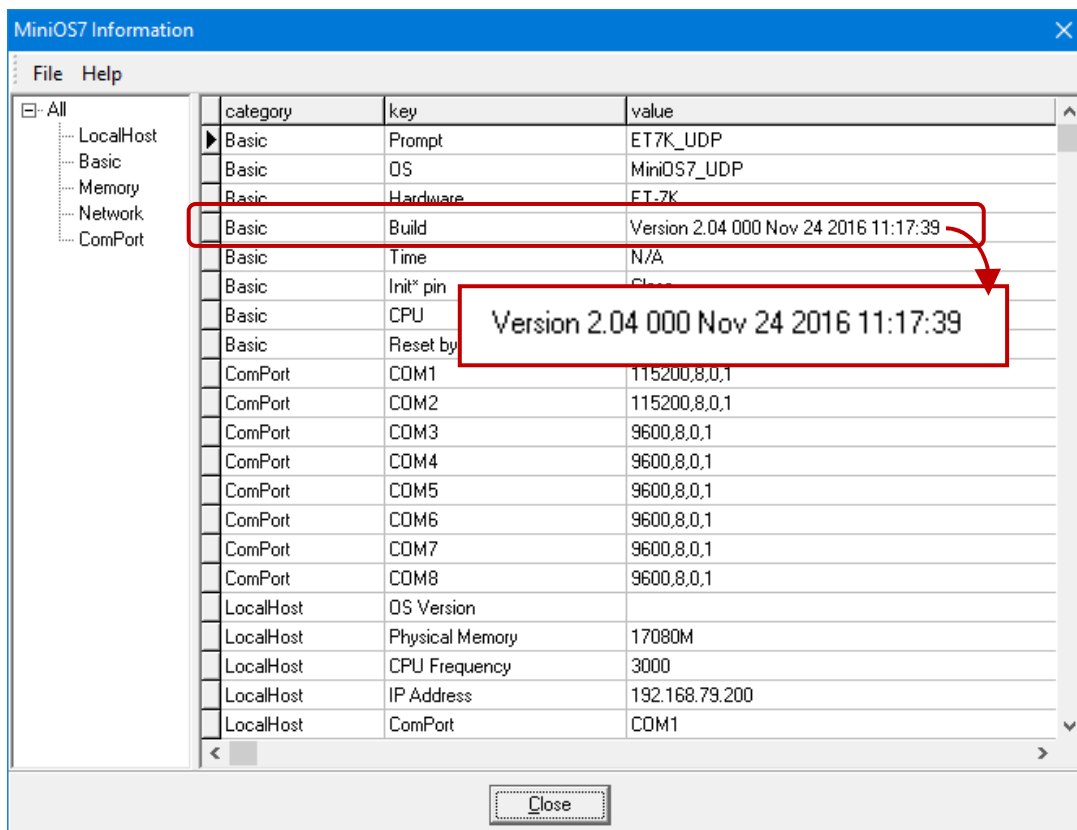 MiniOS7 Information
File Help
All
LocalHost
Basic
Memory
Network
ComPort
category key value
Basic Prompt ET7K_UDP
Basic OS MiniOS7_UDP
Basic Hardware ET-7K
Basic Build Version 2.04 000 Nov 24 2016 11:17:39
Basic Time N/A
Basic Init* pin
Version 2.04 000 Nov 24 2016 11:17:39
Basic CPU
Basic Reset by
ComPort COM1 115200,8,0,1
ComPort COM2 115200,8,0,1
ComPort COM3 9600,8,0,1
ComPort COM4 9600,8,0,1
ComPort COM5 9600,8,0,1
ComPort COM6 9600,8,0,1
ComPort COM7 9600,8,0,1
ComPort COM8 9600,8,0,1
LocalHost OS Version
LocalHost Physical Memory 17080M
LocalHost CPU Frequency 3000
LocalHost IP Address 192.168.79.200
LocalHost ComPort COM1
Close